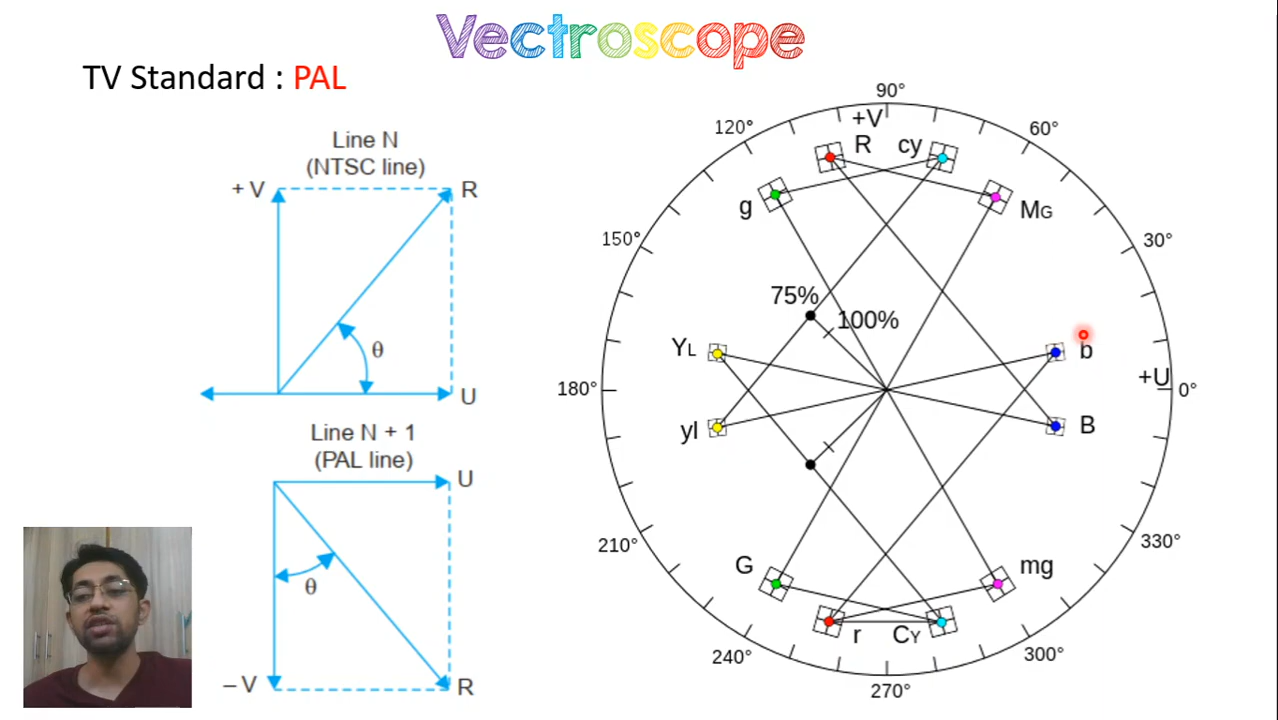 Vectroscope
TV Standard : PAL
Line N
(NTSC line)
+ V
R
θ
U
Line N + 1
(PAL line)
U
θ
– V
R
90°
120°
+V
60°
R
cy
g
MG
150°
30°
75%
100%
YL
b
180°
+U
0°
yl
B
210°
330°
G
mg
r
CY
240°
300°
270°